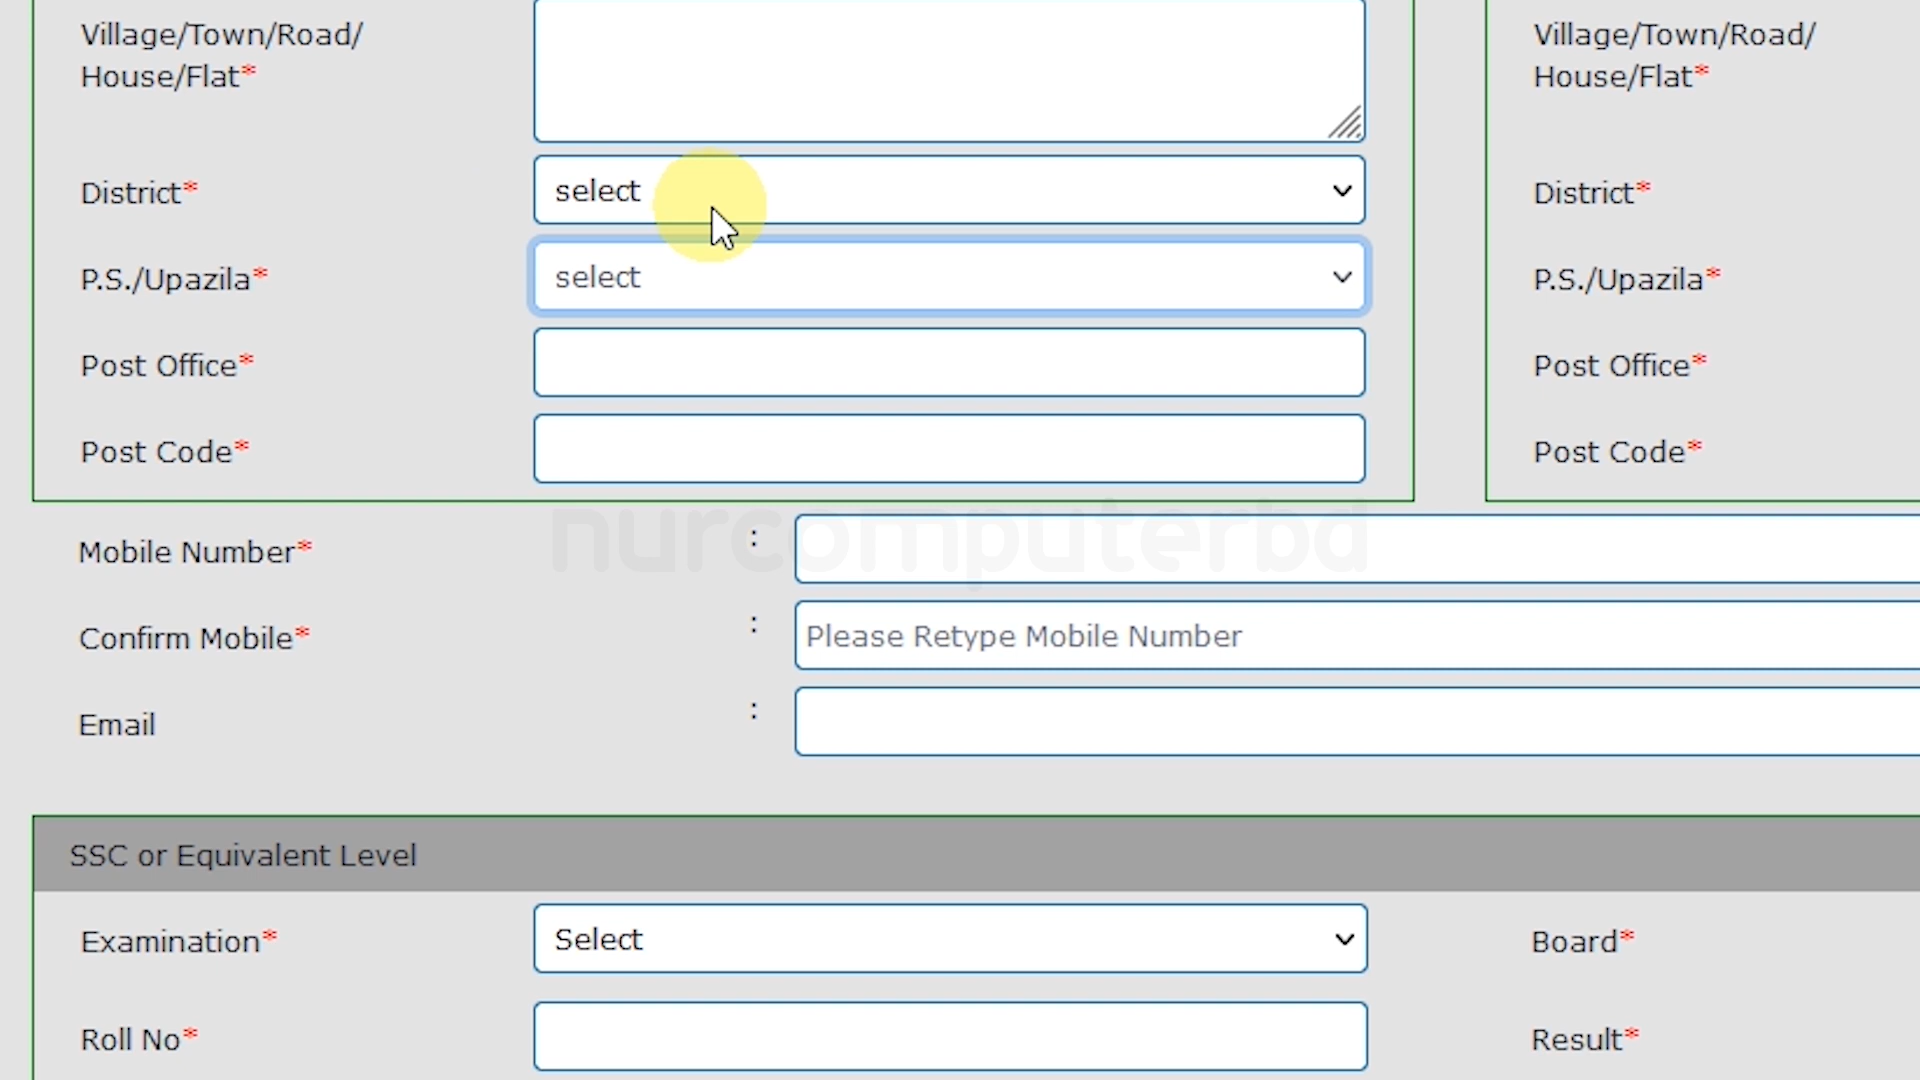 Village/Town/Road/
House/Flat*
Village/Town/Road/
House/Flat*
District*
select
District*
P.S./Upazila*
select
P.S./Upazila*
Post Office*
Post Office*
Post Code*
Post Code*
nurcomputerbd
Mobile Number*
:
Confirm Mobile*
:
Please Retype Mobile Number
Email
:
SSC or Equivalent Level
Examination*
Select
Board*
Roll No*
Result*